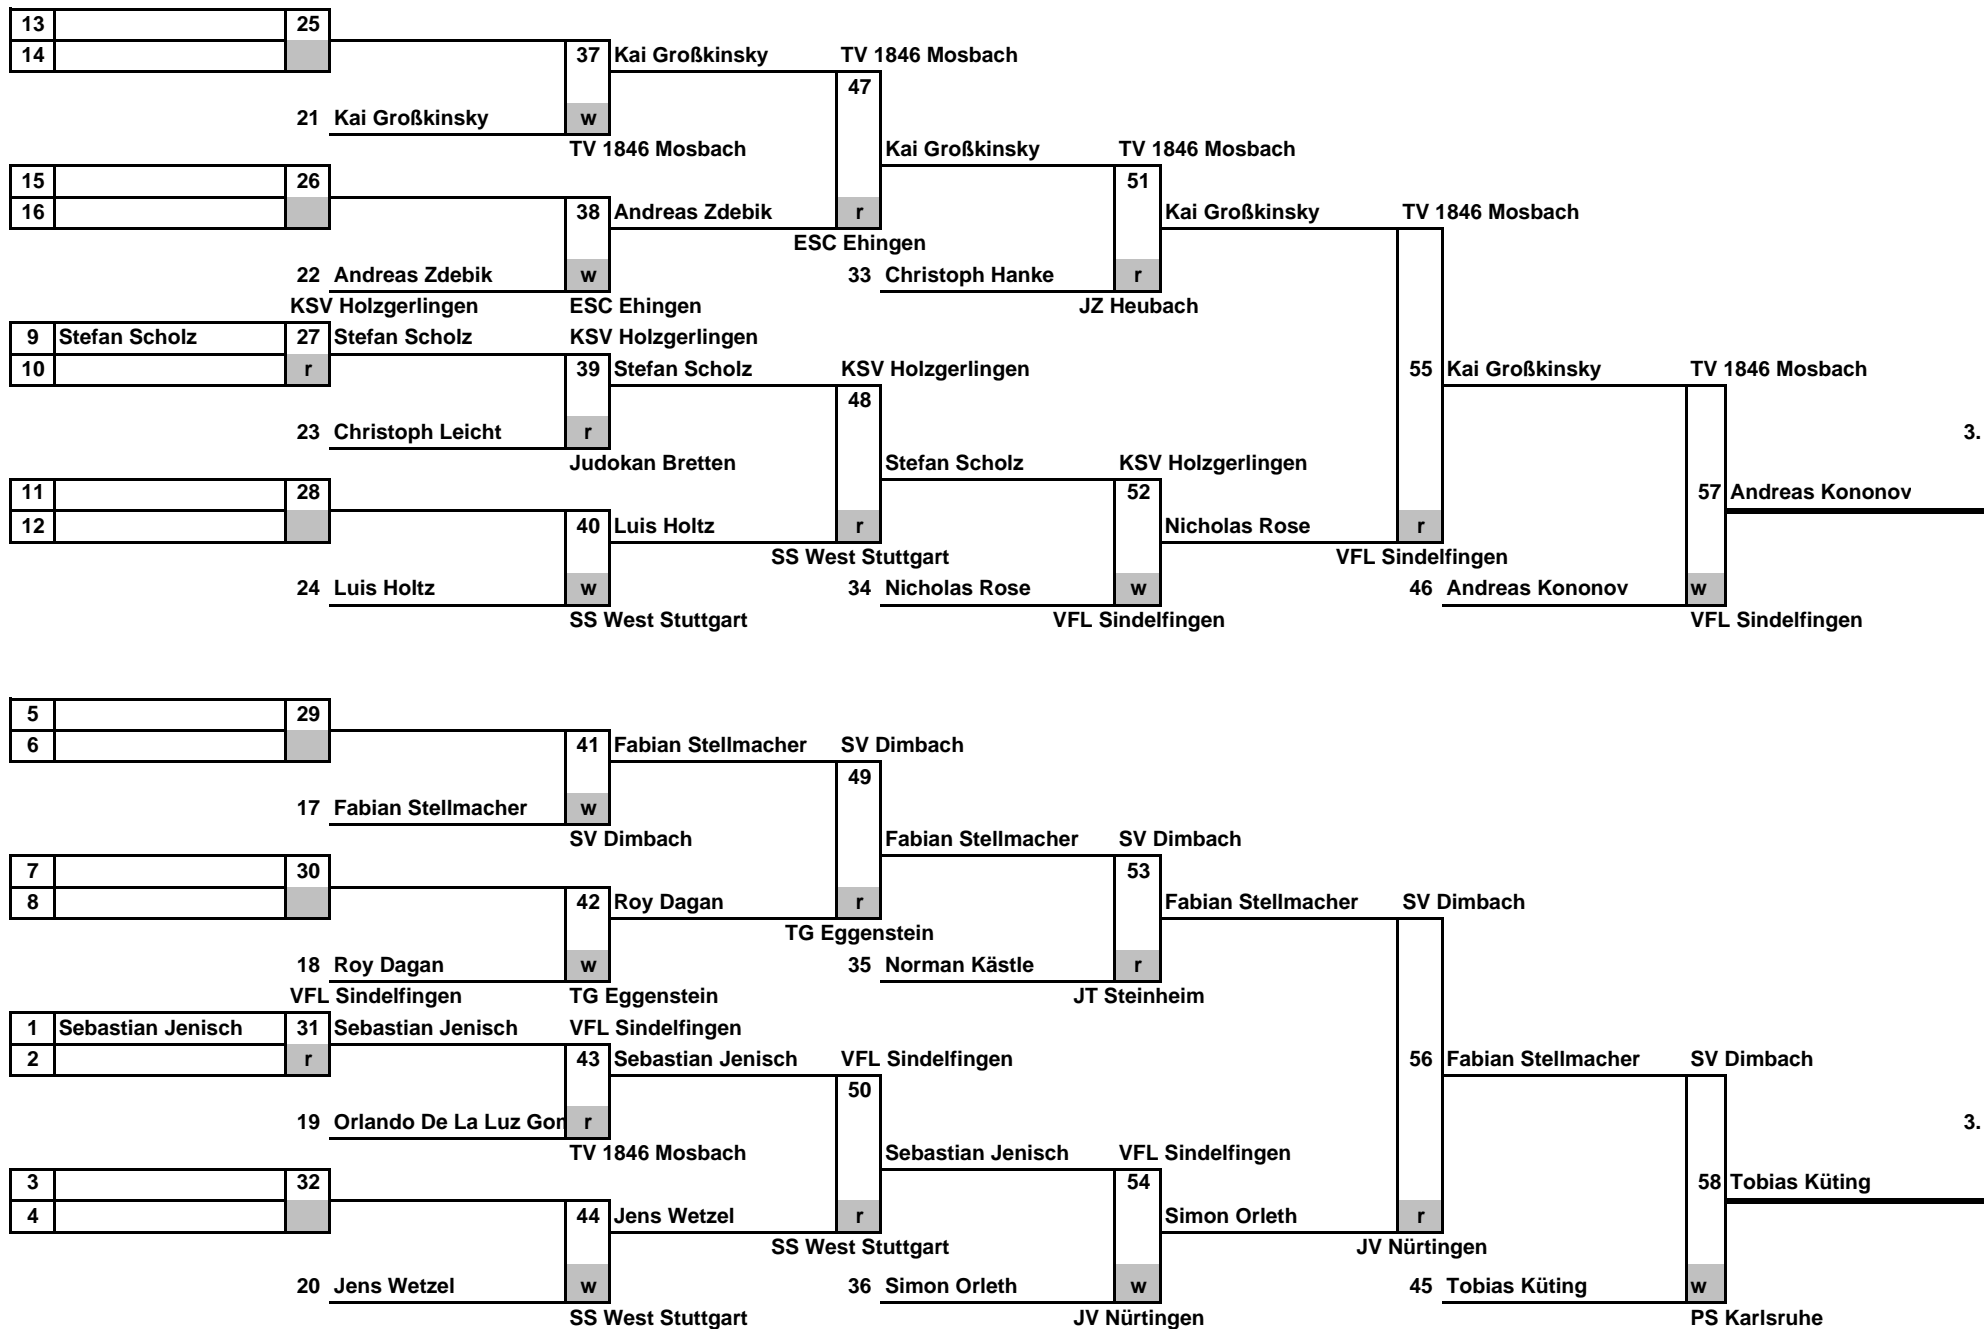 13 25
14 37 Kai Großkinsky TV 1846 Mosbach
47
21 Kai Großkinsky w
TV 1846 Mosbach Kai Großkinsky TV 1846 Mosbach
15 26 51
16 38 Andreas Zdebik r Kai Großkinsky TV 1846 Mosbach
ESC Ehingen
22 Andreas Zdebik w 33 Christoph Hanke r
KSV Holzgerlingen ESC Ehingen JZ Heubach
9 Stefan Scholz 27 Stefan Scholz KSV Holzgerlingen
10 r 39 Stefan Scholz KSV Holzgerlingen 55 Kai Großkinsky TV 1846 Mosbach
48
23 Christoph Leicht r 3.
Judokan Bretten Stefan Scholz KSV Holzgerlingen
11 28 52 57 Andreas Kononov
12 40 Luis Holtz r Nicholas Rose r
SS West Stuttgart VFL Sindelfingen
24 Luis Holtz w 34 Nicholas Rose w 46 Andreas Kononov w
SS West Stuttgart VFL Sindelfingen VFL Sindelfingen
5 29
6 41 Fabian Stellmacher SV Dimbach
49
17 Fabian Stellmacher w
SV Dimbach Fabian Stellmacher SV Dimbach
7 30 53
8 42 Roy Dagan r Fabian Stellmacher SV Dimbach
TG Eggenstein
18 Roy Dagan w 35 Norman Kästle r
VFL Sindelfingen TG Eggenstein JT Steinheim
1 Sebastian Jenisch 31 Sebastian Jenisch VFL Sindelfingen
2 r 43 Sebastian Jenisch VFL Sindelfingen 56 Fabian Stellmacher SV Dimbach
50
19 Orlando De La Luz Gon r 3.
TV 1846 Mosbach Sebastian Jenisch VFL Sindelfingen
3 32 54 58 Tobias Küting
4 44 Jens Wetzel r Simon Orleth r
SS West Stuttgart JV Nürtingen
20 Jens Wetzel w 36 Simon Orleth w 45 Tobias Küting w
SS West Stuttgart JV Nürtingen PS Karlsruhe